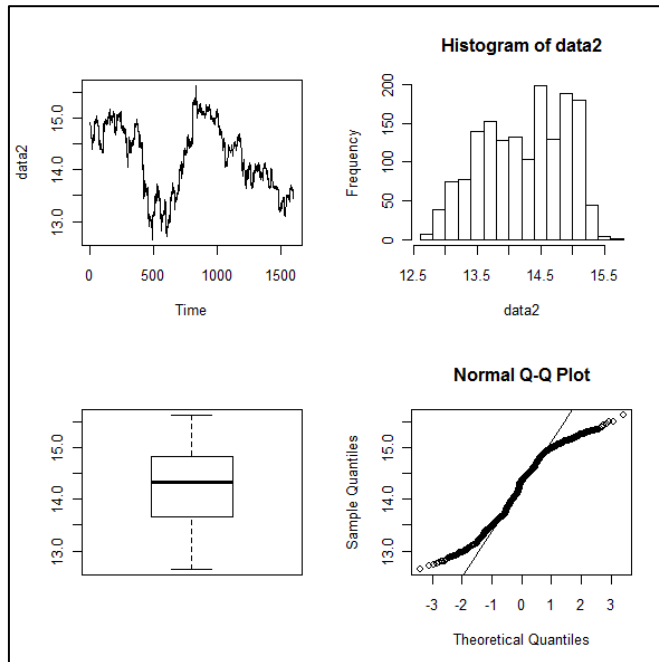 data2
15.0
14.0
13.0
0 500 1000 1500
Time
Histogram of data2
Frequency
200
150
100
50
0
12.5 13.5 14.5 15.5
data2
15.0
14.0
13.0
Normal Q-Q Plot
Sample Quantiles
15.0
14.0
13.0
-3 -2 -1 0 1 2 3
Theoretical Quantiles